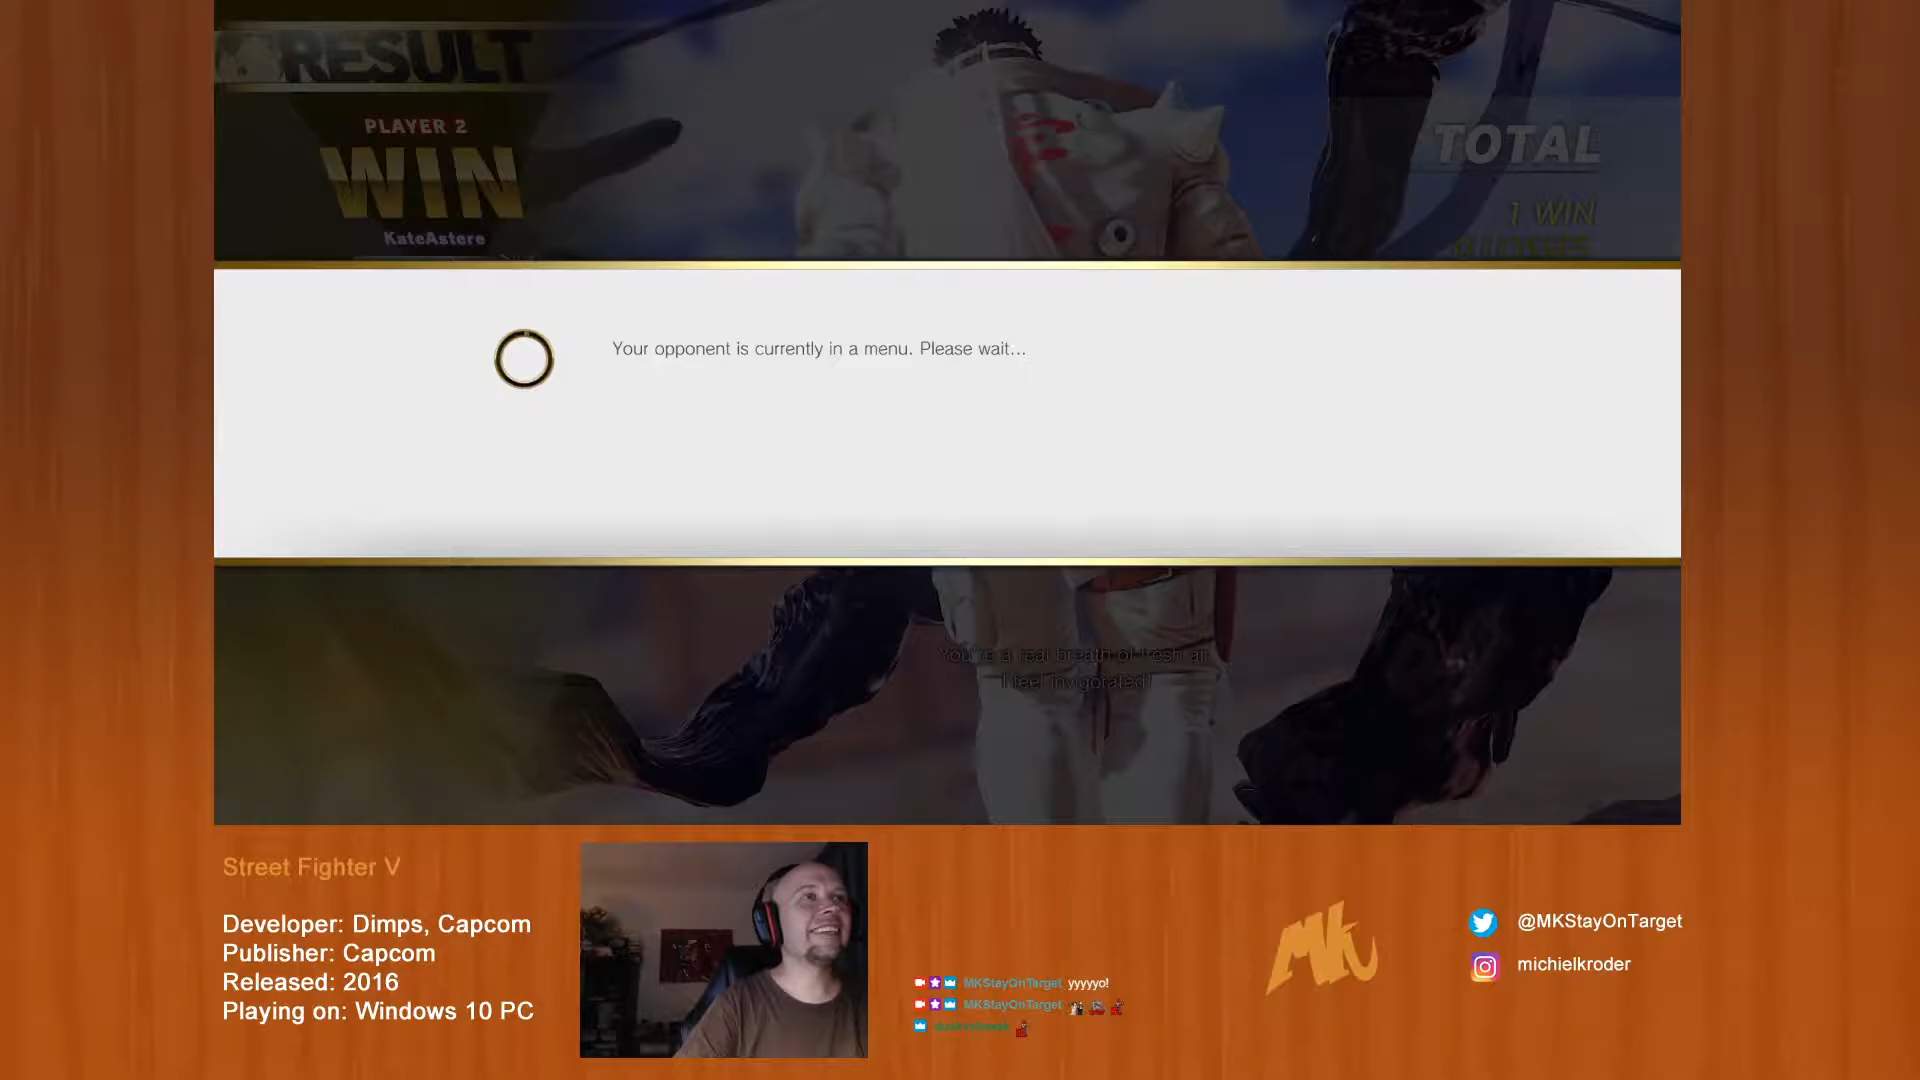 RESULT
PLAYER 2
WIN
KateAstere
TOTAL
1 WIN
Your opponent is currently in a menu. Please wait...
You're a real breath of fresh air.
I feel invigorated!
Street Fighter V
Developer: Dimps, Capcom
Publisher: Capcom
Released: 2016
Playing on: Windows 10 PC
MKStayOnTarget yyyyyo!
MKStayOnTarget
MK
@MKStayOnTarget
michielkroder